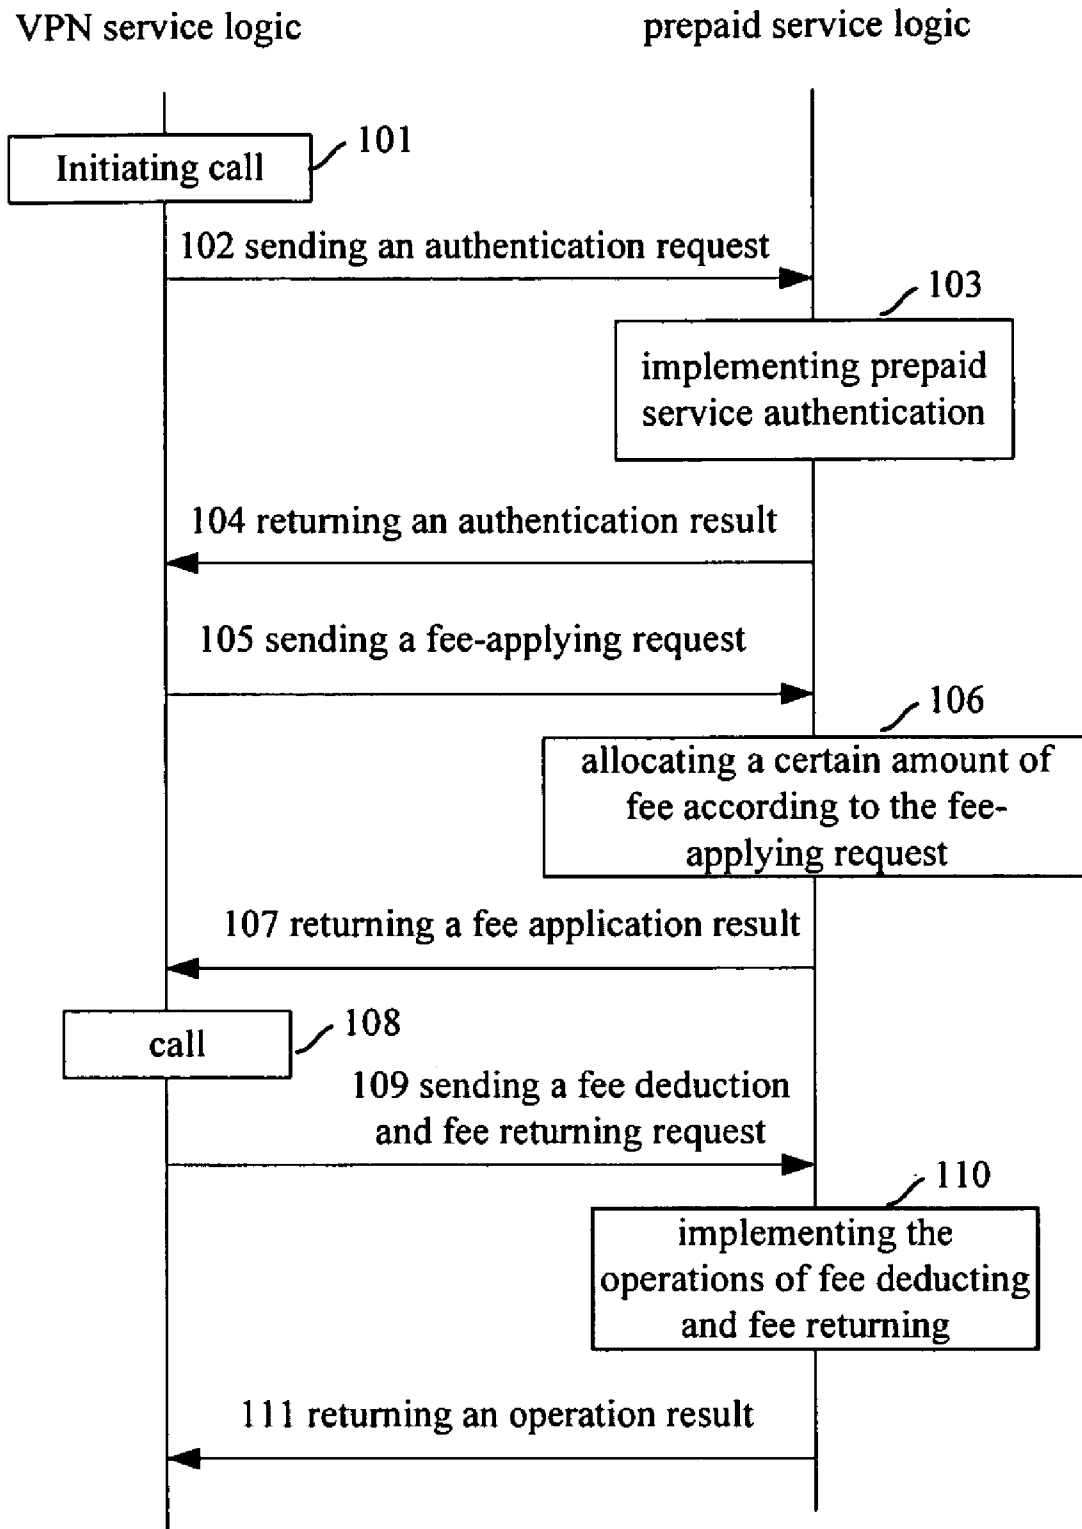 VPN service logic
prepaid service logic
101
Initiating call
102 sending an authentication request
103
implementing prepaid
service authentication
104 returning an authentication result
105 sending a fee-applying request
106
allocating a certain amount of
fee according to the fee-
applying request
107 returning a fee application result
108
call
109 sending a fee deduction
and fee returning request
110
implementing the
operations of fee deducting
and fee returning
111 returning an operation result